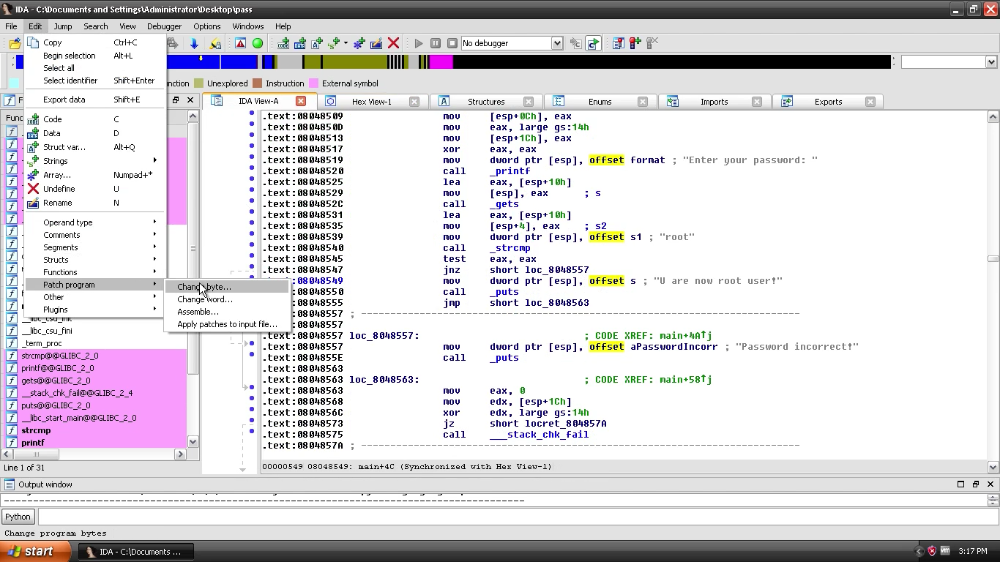 IDA - C:\Documents and Settings\Administrator\Desktop\pass
File Edit Jump Search View Debugger Options Windows Help
No debugger
nction Unexplored Instruction External symbol
Copy Ctrl+C
Begin selection Alt+L
Select all
Select identifier Shift+Enter
Export data Shift+E
Code C
Data D
Struct var... Alt+Q
Strings
Array... Numpad+*
Undefine U
Rename N
Operand type
Comments
Segments
Structs
Functions
Patch program
Other
Plugins
Change byte...
Change word...
Assemble...
Apply patches to input file...
F
Func
__libc_csu_init
__libc_csu_fini
_term_proc
strcmp@@GLIBC_2_0
printf@@GLIBC_2_0
gets@@GLIBC_2_0
__stack_chk_fail@@GLIBC_2_4
puts@@GLIBC_2_0
__libc_start_main@@GLIBC_2_0
strcmp
printf
Line 1 of 31
IDA View-A Hex View-1 Structures Enums Imports Exports
.text:08048509 mov [esp+0Ch], eax
.text:0804850D mov eax, large gs:14h
.text:08048513 mov [esp+1Ch], eax
.text:08048517 xor eax, eax
.text:08048519 mov dword ptr [esp], offset format ; "Enter your password: "
.text:08048520 call _printf
.text:08048525 lea eax, [esp+10h]
.text:08048529 mov [esp], eax ; s
.text:0804852C call _gets
.text:08048531 lea eax, [esp+10h]
.text:08048535 mov [esp+4], eax ; s2
.text:08048539 mov dword ptr [esp], offset s1 ; "root"
.text:08048540 call _strcmp
.text:08048545 test eax, eax
.text:08048547 jnz short loc_8048557
.text:08048549 mov dword ptr [esp], offset s ; "U are now root user!"
.text:08048550 call _puts
.text:08048555 jmp short loc_8048563
.text:08048557 ; ---------------------------------------------------------------------------
.text:08048557
.text:08048557 loc_8048557: ; CODE XREF: main+4A↑j
.text:08048557 mov dword ptr [esp], offset aPasswordIncorr ; "Password incorrect!"
.text:0804855E call _puts
.text:08048563
.text:08048563 loc_8048563: ; CODE XREF: main+58↑j
.text:08048563 mov eax, 0
.text:08048568 mov edx, [esp+1Ch]
.text:0804856C xor edx, large gs:14h
.text:08048573 jz short locret_804857A
.text:08048575 call ___stack_chk_fail
.text:0804857A ; ---------------------------------------------------------------------------
00000549 08048549: main+4C (Synchronized with Hex View-1)
Output window
Python
Change program bytes
start IDA - C:\Documents ... vm 3:17 PM